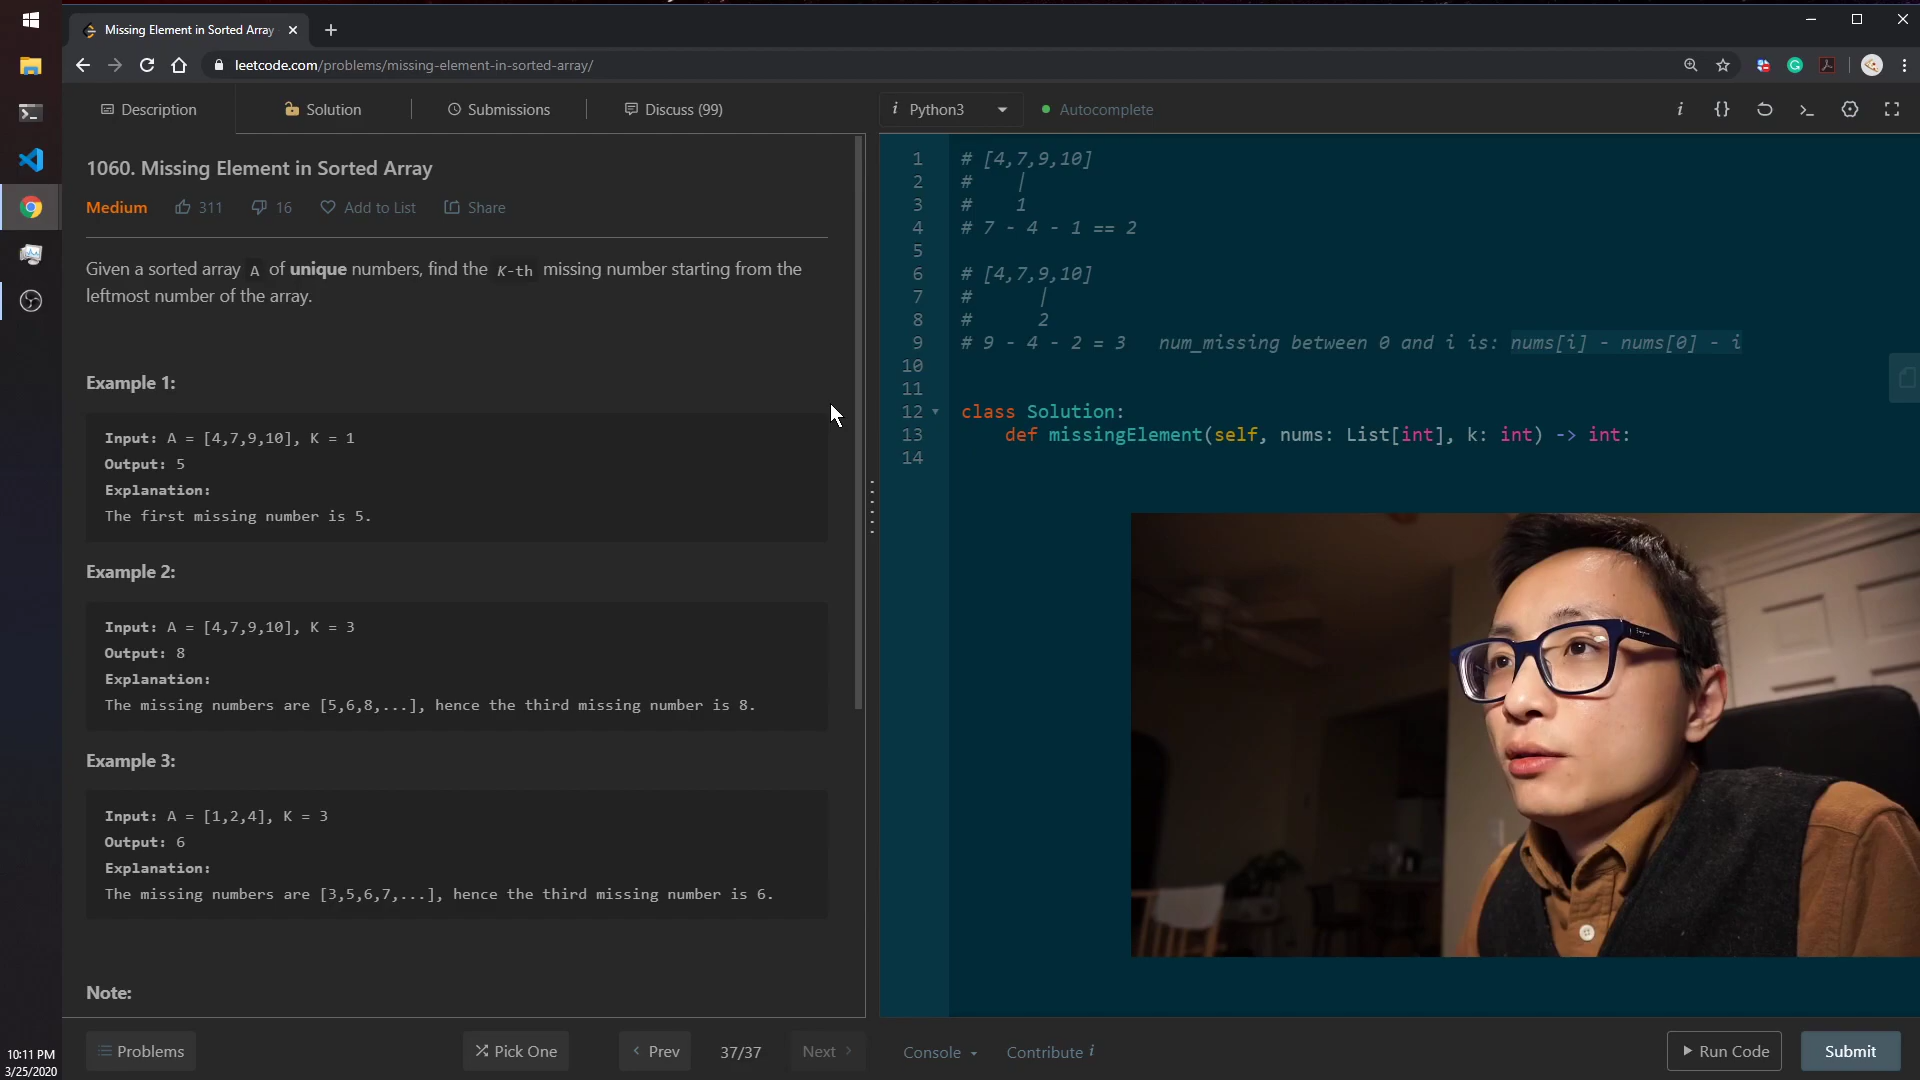 Missing Element in Sorted Array
leetcode.com/problems/missing-element-in-sorted-array/
Description
Solution
Submissions
Discuss (99)
i Python3
Autocomplete
i {}
1060. Missing Element in Sorted Array
Medium 311 16 Add to List Share
Given a sorted array A of unique numbers, find the K-th missing number starting from the
leftmost number of the array.
Example 1:
Input: A = [4,7,9,10], K = 1
Output: 5
Explanation:
The first missing number is 5.
Example 2:
Input: A = [4,7,9,10], K = 3
Output: 8
Explanation:
The missing numbers are [5,6,8,...], hence the third missing number is 8.
Example 3:
Input: A = [1,2,4], K = 3
Output: 6
Explanation:
The missing numbers are [3,5,6,7,...], hence the third missing number is 6.
Note:
1 # [4,7,9,10]
2 #    |
3 #    1
4 # 7 - 4 - 1 == 2
5
6 # [4,7,9,10]
7 #      |
8 #      2
9 # 9 - 4 - 2 = 3   num_missing between 0 and i is: nums[i] - nums[0] - i
10
11
12 class Solution:
13     def missingElement(self, nums: List[int], k: int) -> int:
14
Problems
Pick One
< Prev
37/37
Next >
Console
Contribute i
Run Code
Submit
10:11 PM
3/25/2020